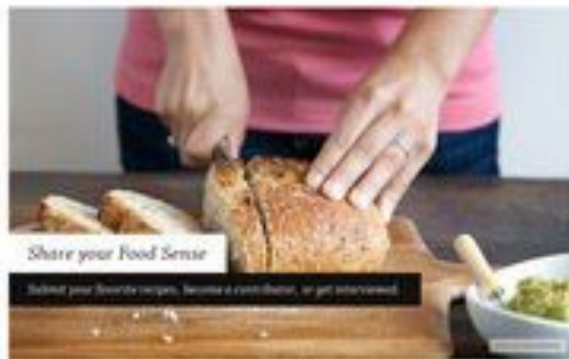 Share your Food Sense
Submit your favorite recipes, become a contributor, or get interviewed.